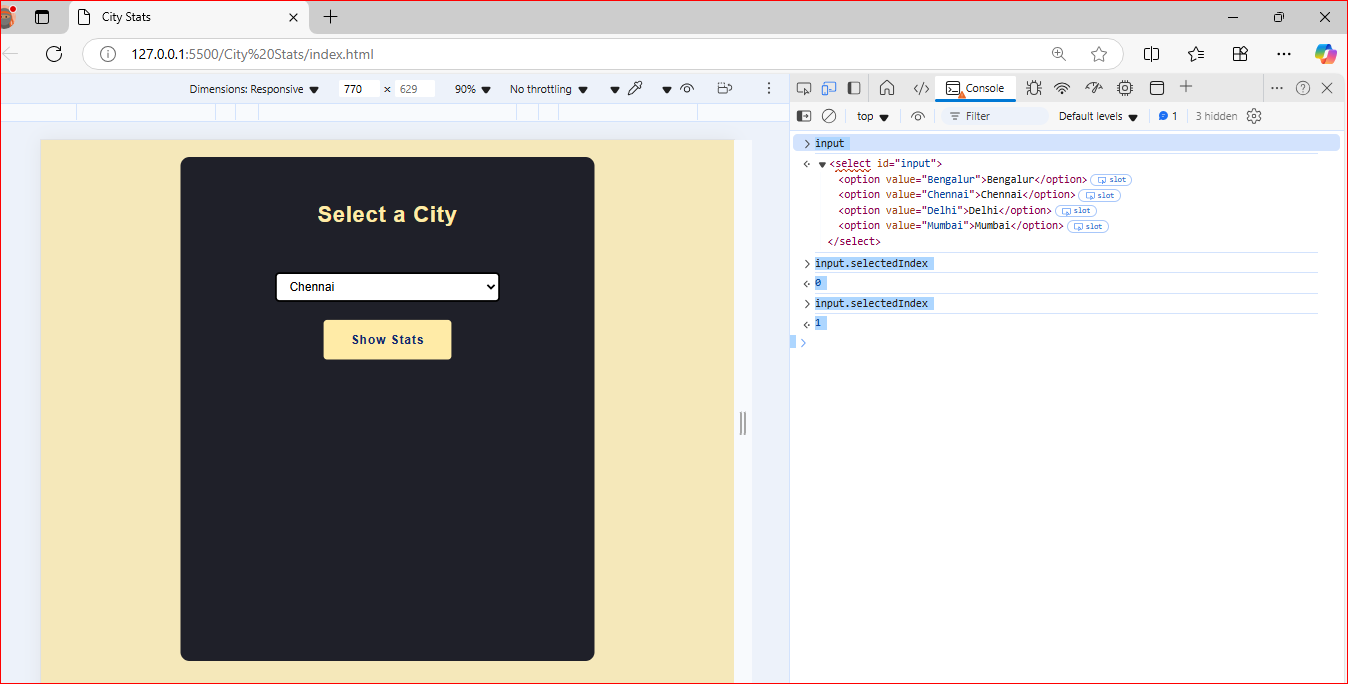 City Stats
127.0.0.1:5500/City%20Stats/index.html
Dimensions: Responsive 770 × 629 90% No throttling
Console
top Filter Default levels 1 3 hidden
Select a City
Chennai
Show Stats
input
<select id="input">
<option value="Bengalur">Bengalur</option> slot
<option value="Chennai">Chennai</option> slot
<option value="Delhi">Delhi</option> slot
<option value="Mumbai">Mumbai</option> slot
</select>
input.selectedIndex
0
input.selectedIndex
1